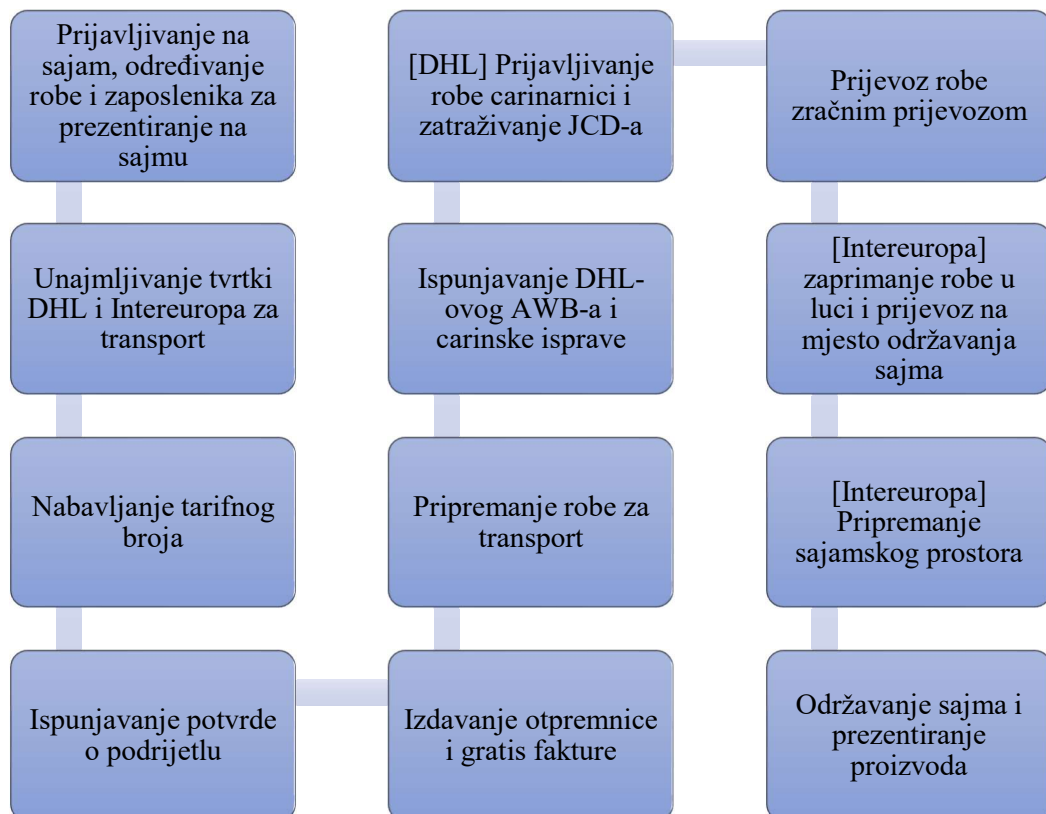 Prijavljivanje na
sajam, određivanje
robe i zaposlenika za
prezentiranje na
sajmu
Unajmljivanje tvrtki
DHL i Intereuropa za
transport
Nabavljanje tarifnog
broja
Ispunjavanje potvrde
o podrijetlu
Izdavanje otpremnice
i gratis fakture
Pripremanje robe za
transport
Ispunjavanje DHL-
ovog AWB-a i
carinske isprave
[DHL] Prijavljivanje
robe carinarnici i
zatraživanje JCD-a
Prijevoz robe
zračnim prijevozom
[Intereuropa]
zaprimanje robe u
luci i prijevoz na
mjesto održavanja
sajma
[Intereuropa]
Pripremanje
sajamskog prostora
Održavanje sajma i
prezentiranje
proizvoda